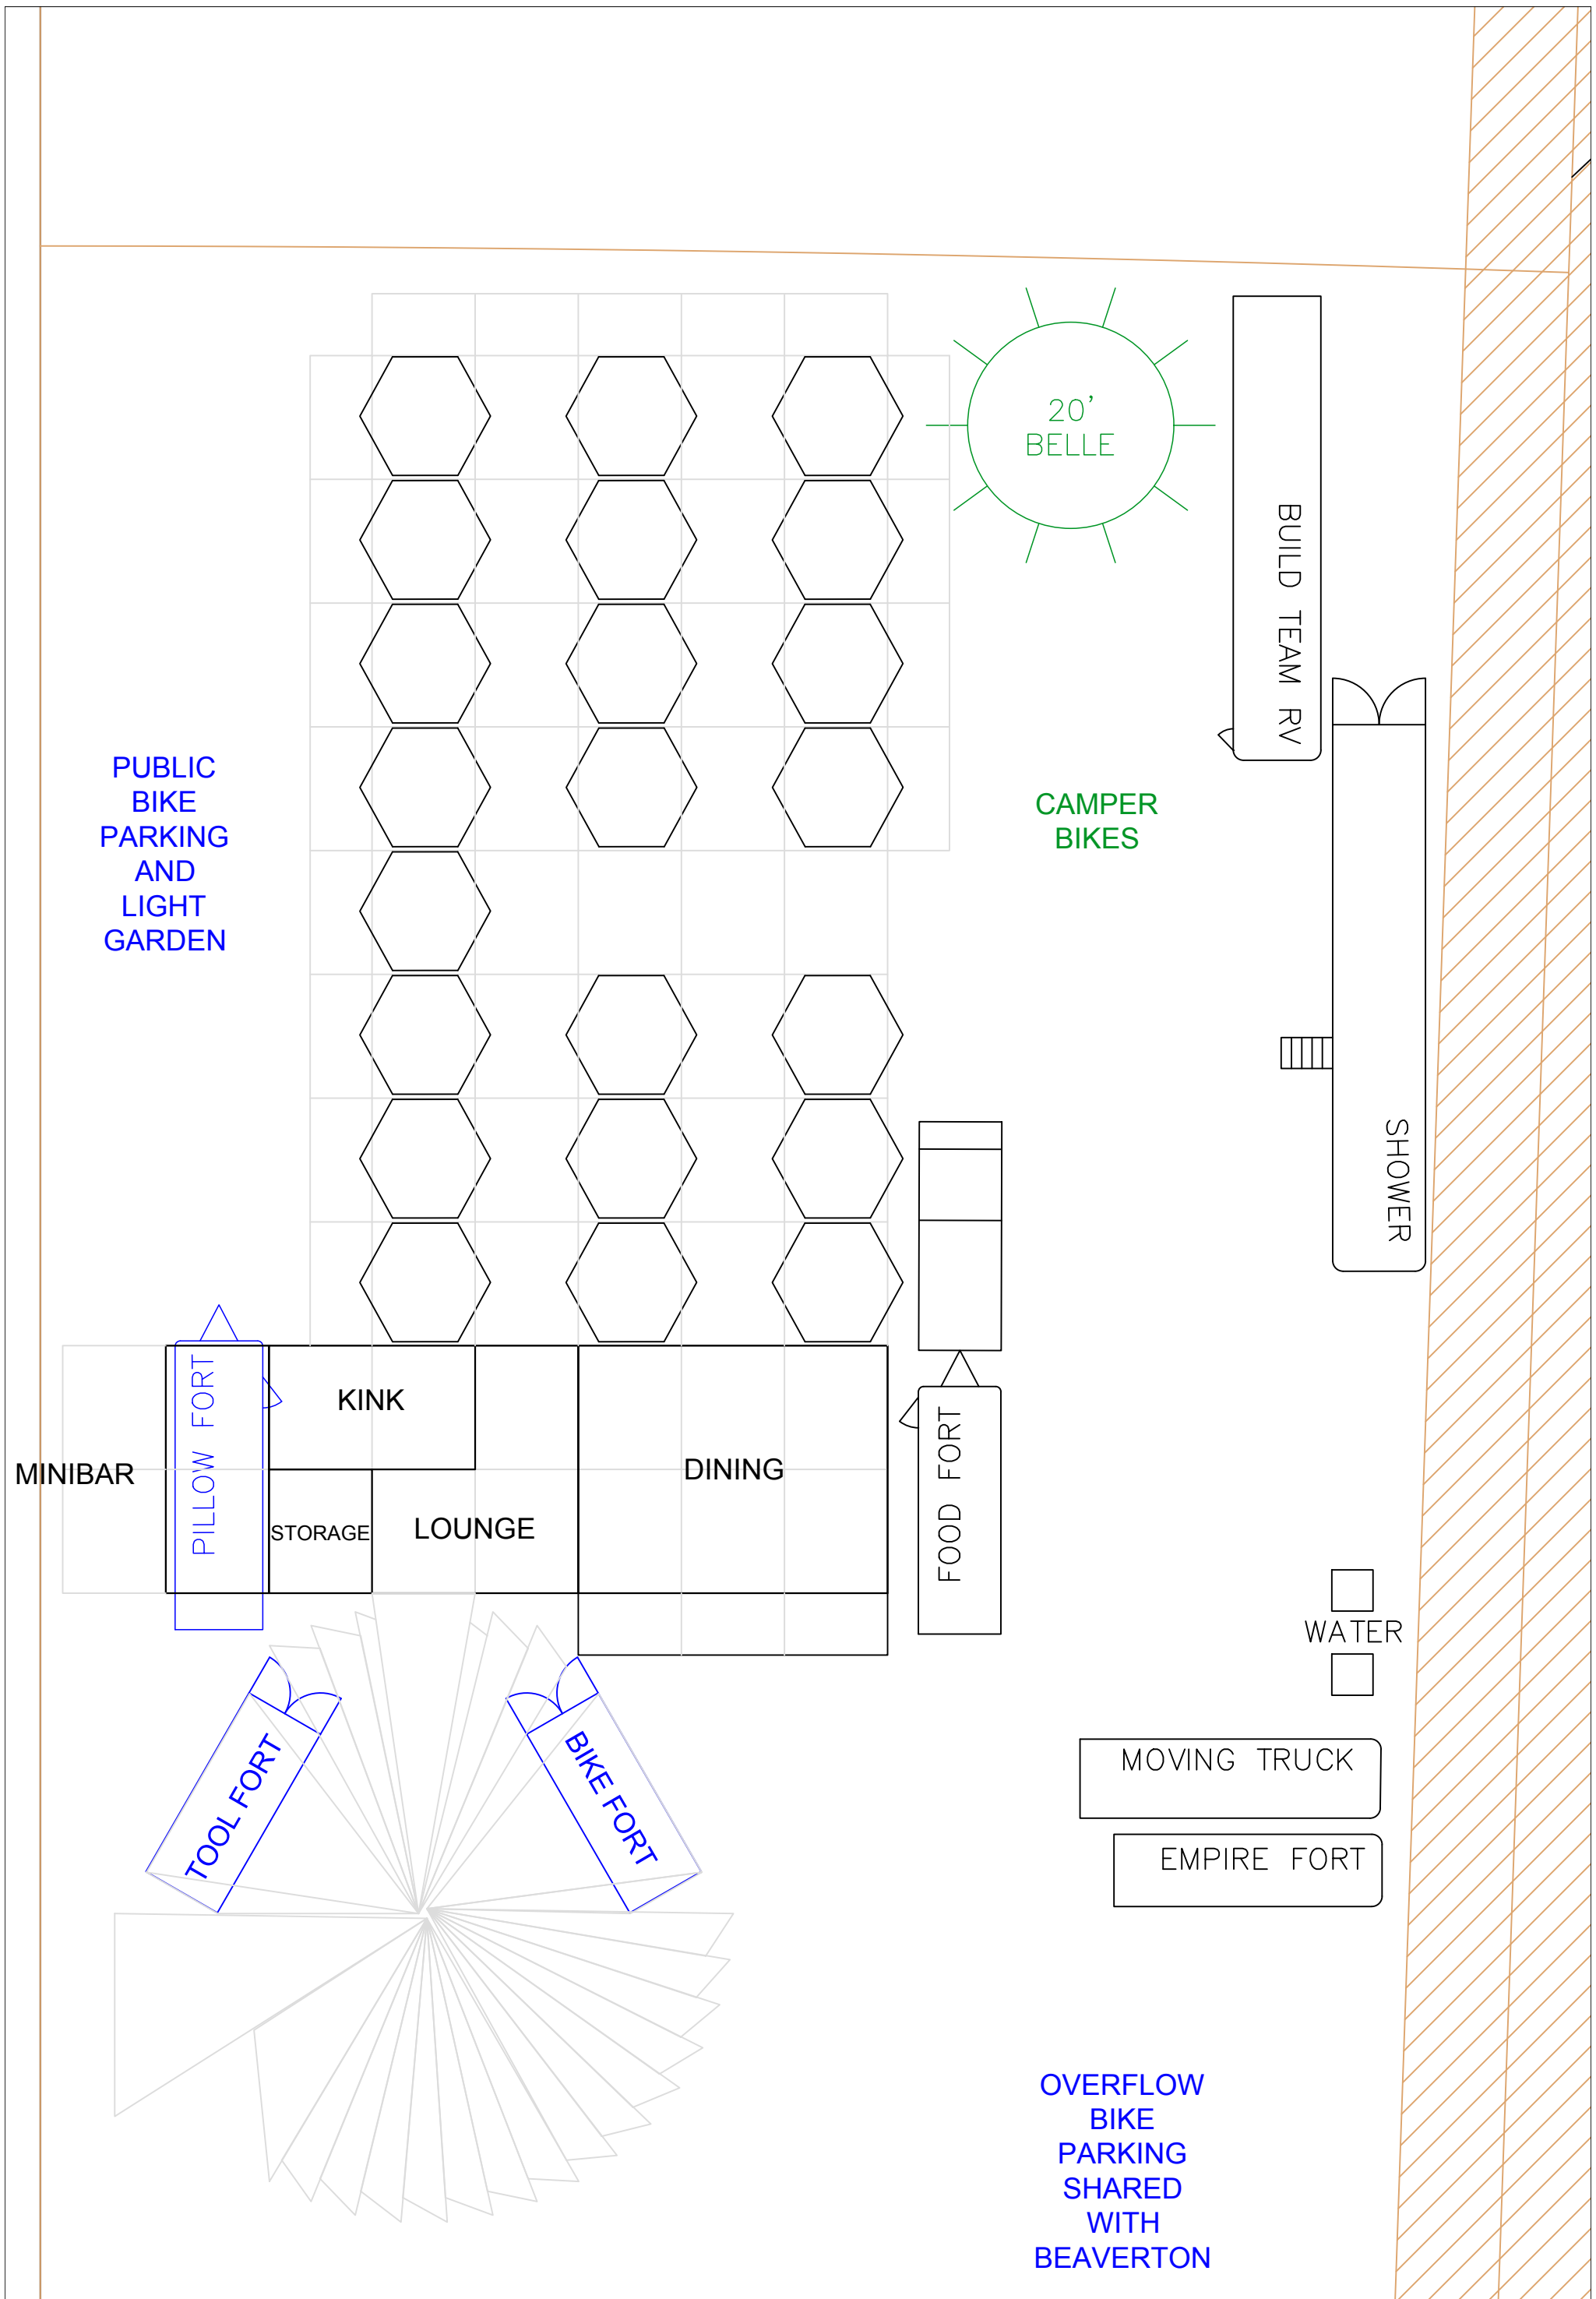 20'
BELLE
BUILD TEAM RV
PUBLIC
BIKE
PARKING
AND
LIGHT
GARDEN
CAMPER
BIKES
SHOWER
PILLOW FORT
KINK
MINIBAR
DINING
STORAGE
LOUNGE
FOOD FORT
WATER
TOOL FORT
BIKE FORT
MOVING TRUCK
EMPIRE FORT
OVERFLOW
BIKE
PARKING
SHARED
WITH
BEAVERTON